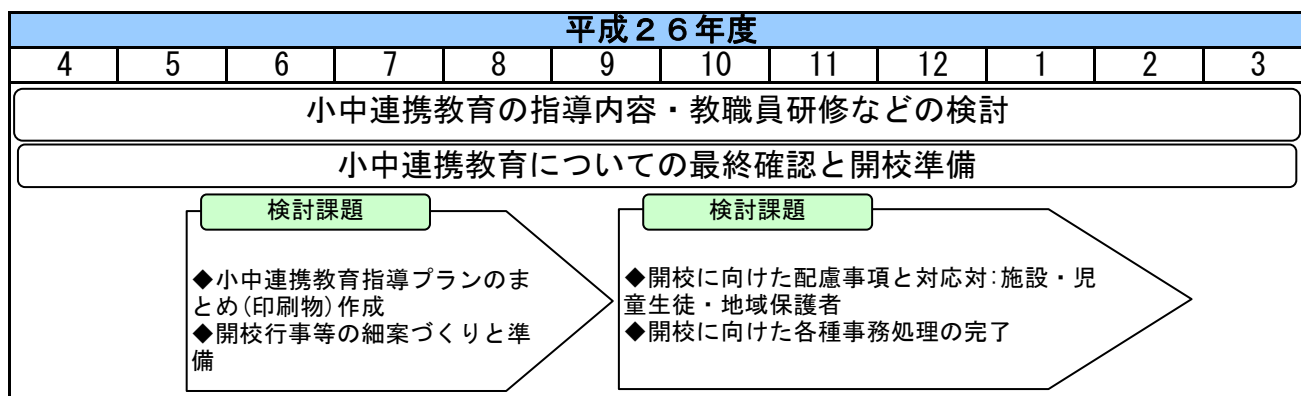 平成２６年度
4 5 6 7 8 9 10 11 12 1 2 3
小中連携教育の指導内容・教職員研修などの検討
小中連携教育についての最終確認と開校準備
検討課題
◆小中連携教育指導プランのま
とめ(印刷物)作成
◆開校行事等の細案づくりと準
備
検討課題
◆開校に向けた配慮事項と対応対:施設・児
童生徒・地域保護者
◆開校に向けた各種事務処理の完了